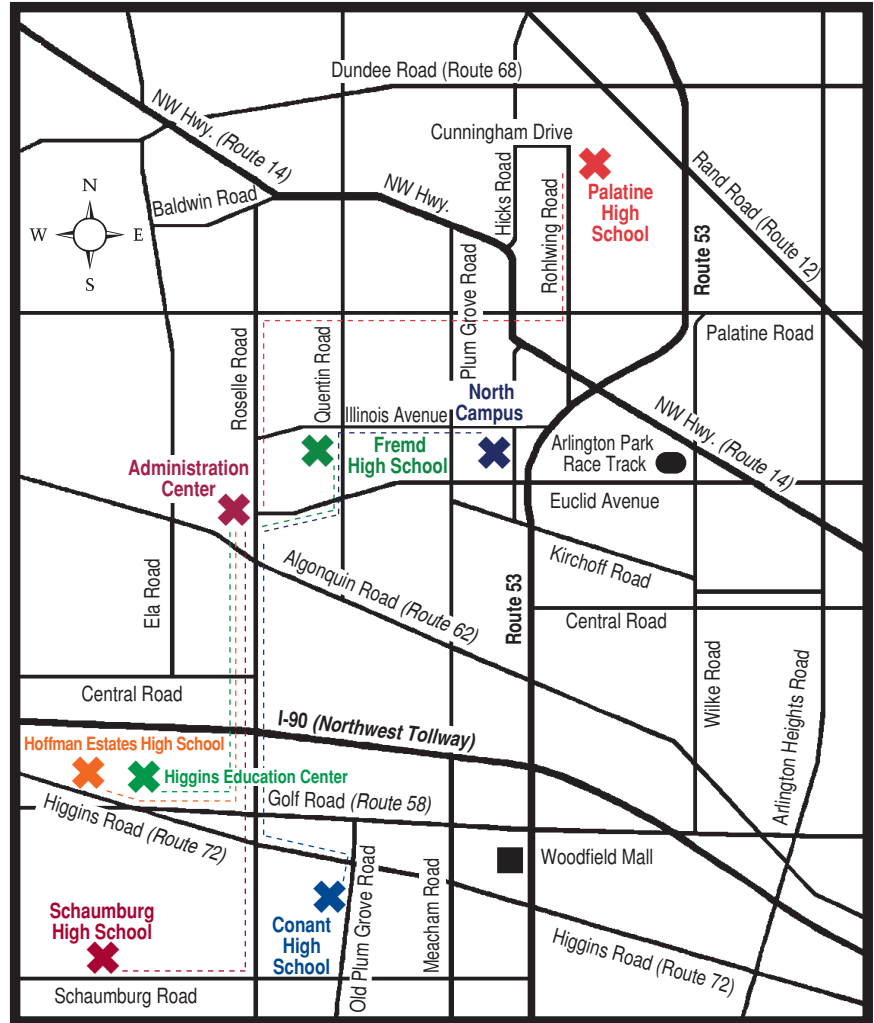 Dundee Road (Route 68)
NW Hwy. (Route 14)
Cunningham Drive
Rand Road (Route 12)
N
W
E
S
Baldwin Road
NW Hwy.
Hicks Road
Rohlwing Road
Palatine
High
School
Route 53
Plum Grove Road
Palatine Road
Roselle Road
Quentin Road
Illinois Avenue
North
Campus
NW Hwy. (Route 14)
Fremd
High School
Arlington Park
Race Track
Administration
Center
Euclid Avenue
Kirchoff Road
Algonquin Road (Route 62)
Ela Road
Route 53
Central Road
Wilke Road
Arlington Heights Road
Central Road
I-90 (Northwest Tollway)
Hoffman Estates High School
Higgins Education Center
Golf Road (Route 58)
Higgins Road (Route 72)
Woodfield Mall
Old Plum Grove Road
Meacham Road
Schaumburg
High School
Conant
High
School
Higgins Road (Route 72)
Schaumburg Road